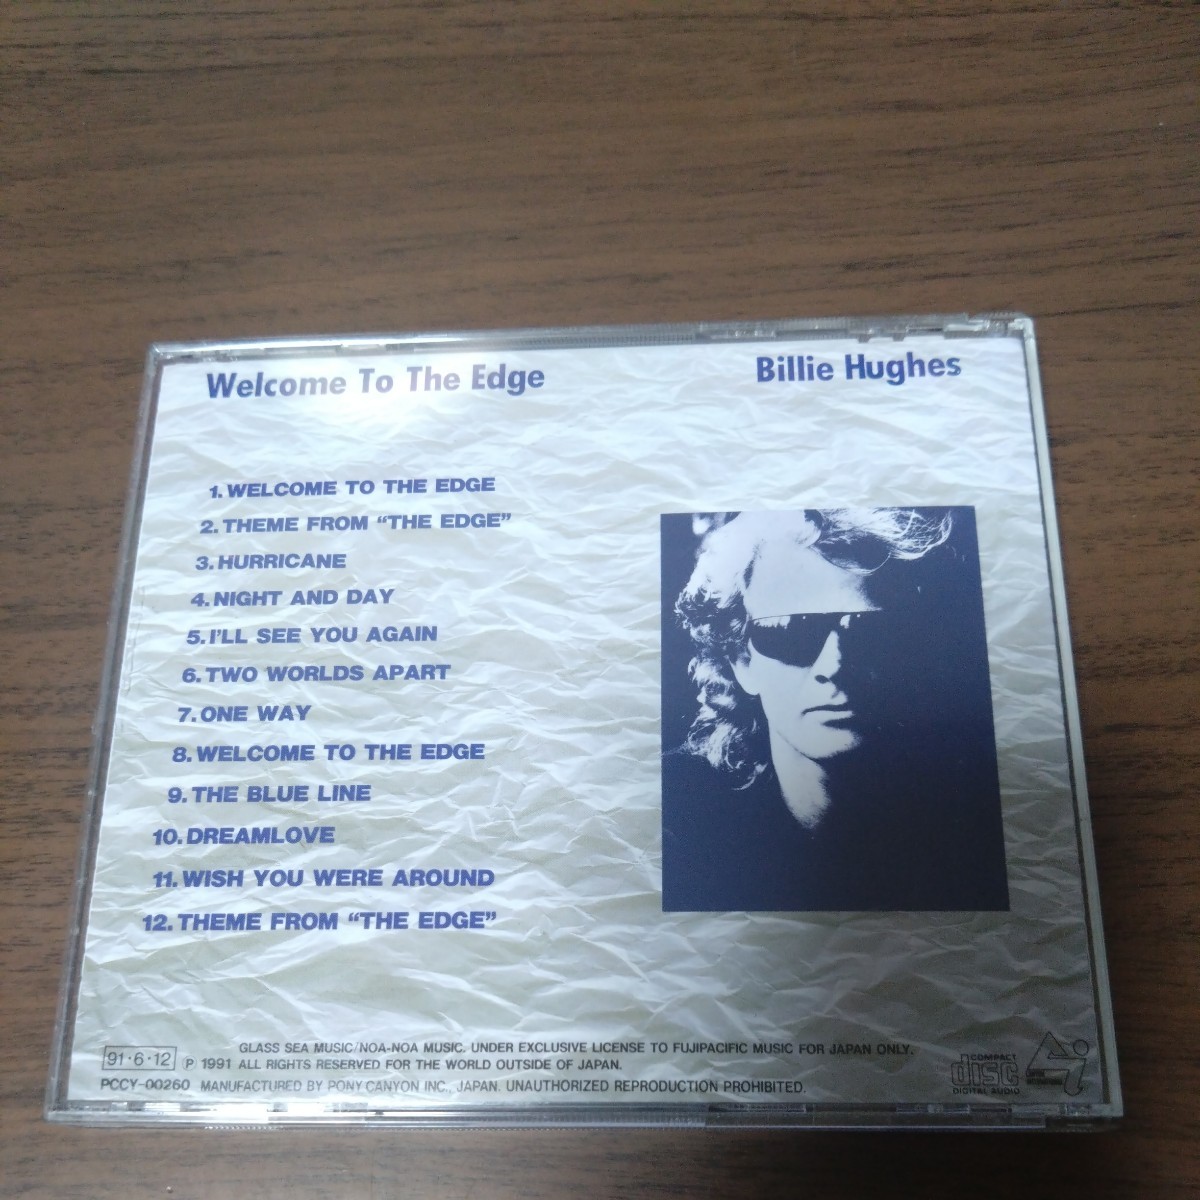 Welcome To The Edge
Billie Hughes
1. WELCOME TO THE EDGE
2. THEME FROM “THE EDGE”
3. HURRICANE
4. NIGHT AND DAY
5. I'LL SEE YOU AGAIN
6. TWO WORLDS APART
7. ONE WAY
8. WELCOME TO THE EDGE
9. THE BLUE LINE
10. DREAMLOVE
11. WISH YOU WERE AROUND
12. THEME FROM “THE EDGE”
GLASS SEA MUSIC/NOA-NOA MUSIC. UNDER EXCLUSIVE LICENSE TO FUJIPACIFIC MUSIC FOR JAPAN ONLY.
91·6·12 ℗ 1991 ALL RIGHTS RESERVED FOR THE WORLD OUTSIDE OF JAPAN.
PCCY-00260 MANUFACTURED BY PONY CANYON INC., JAPAN. UNAUTHORIZED REPRODUCTION PROHIBITED.
COMPACT
disc
DIGITAL AUDIO